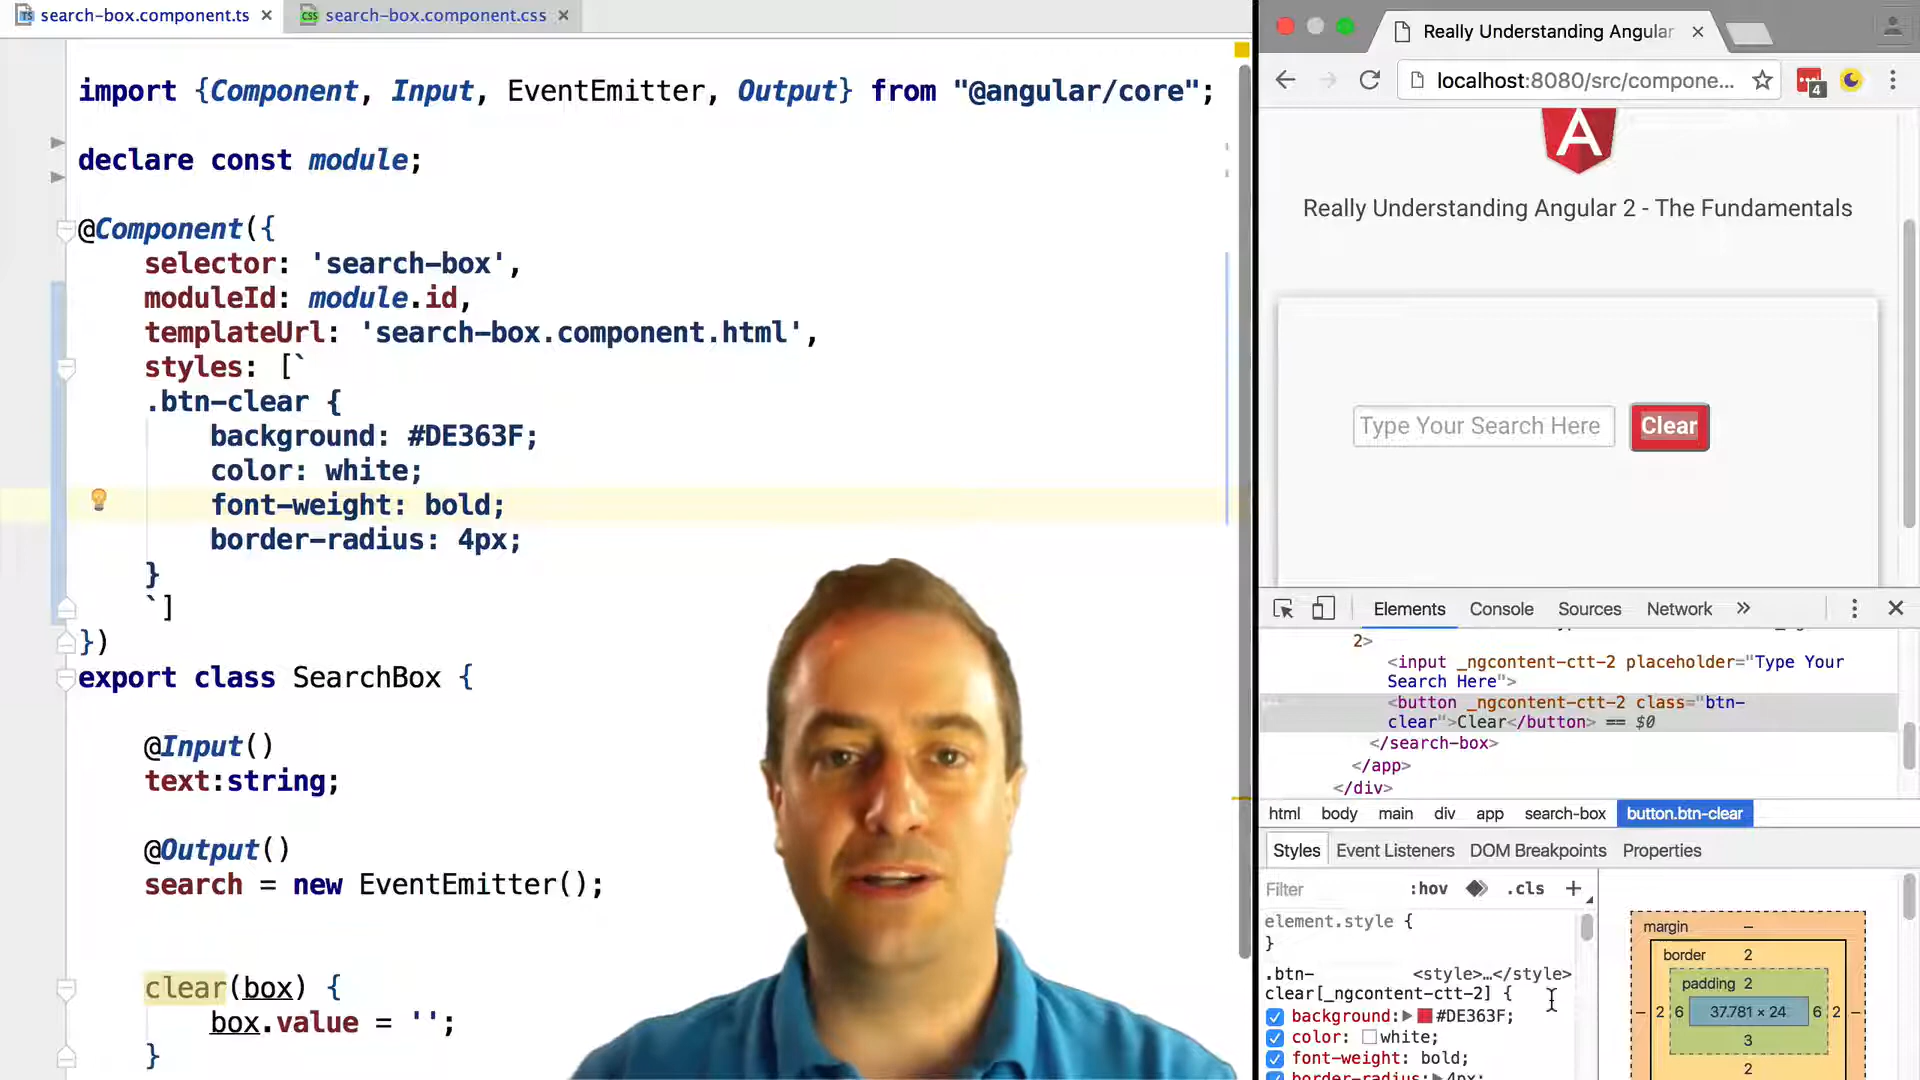 search-box.component.ts
search-box.component.css
import {Component, Input, EventEmitter, Output} from "@angular/core";
declare const module;
@Component({
selector: 'search-box',
moduleId: module.id,
templateUrl: 'search-box.component.html',
styles: [`
.btn-clear {
background: #DE363F;
color: white;
font-weight: bold;
border-radius: 4px;
}
`]
})
export class SearchBox {
@Input()
text:string;
@Output()
search = new EventEmitter();
clear(box) {
box.value = '';
}
Really Understanding Angular
localhost:8080/src/compone...
4
A
Really Understanding Angular 2 - The Fundamentals
Type Your Search Here
Clear
Elements Console Sources Network »
2>
<input _ngcontent-ctt-2 placeholder="Type Your
Search Here">
<button _ngcontent-ctt-2 class="btn-
clear">Clear</button> == $0
</search-box>
</app>
</div>
html body main div app search-box button.btn-clear
Styles Event Listeners DOM Breakpoints Properties
Filter :hov .cls +
element.style {
}
.btn- <style>…</style>
clear[_ngcontent-ctt-2] {
background: #DE363F;
color: white;
font-weight: bold;
border-radius: 4px;
margin –
border 2
padding 2
– 2 6 37.781 × 24 6 2 –
3
2